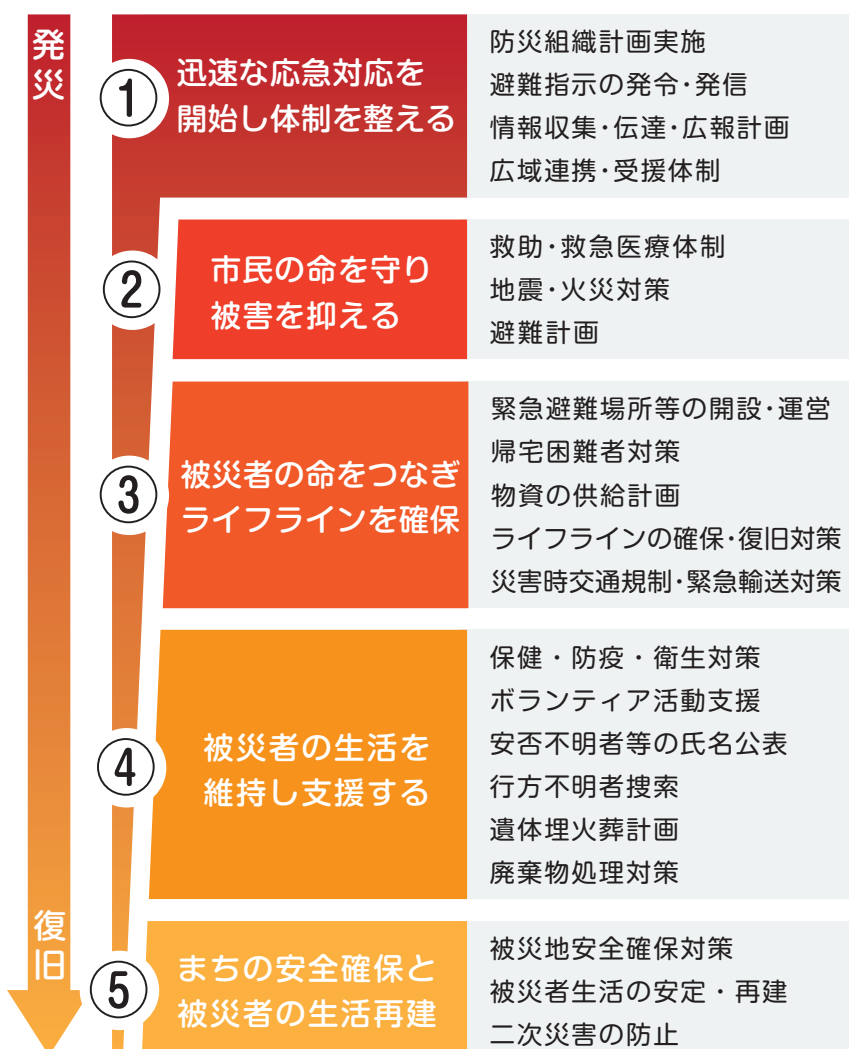 発災
①
迅速な応急対応を
開始し体制を整える
防災組織計画実施
避難指示の発令・発信
情報収集・伝達・広報計画
広域連携・受援体制
②
市民の命を守り
被害を抑える
救助・救急医療体制
地震・火災対策
避難計画
③
被災者の命をつなぎ
ライフラインを確保
緊急避難場所等の開設・運営
帰宅困難者対策
物資の供給計画
ライフラインの確保・復旧対策
災害時交通規制・緊急輸送対策
④
被災者の生活を
維持し支援する
保健・防疫・衛生対策
ボランティア活動支援
安否不明者等の氏名公表
行方不明者捜索
遺体埋火葬計画
廃棄物処理対策
復旧
⑤
まちの安全確保と
被災者の生活再建
被災地安全確保対策
被災者生活の安定・再建
二次災害の防止